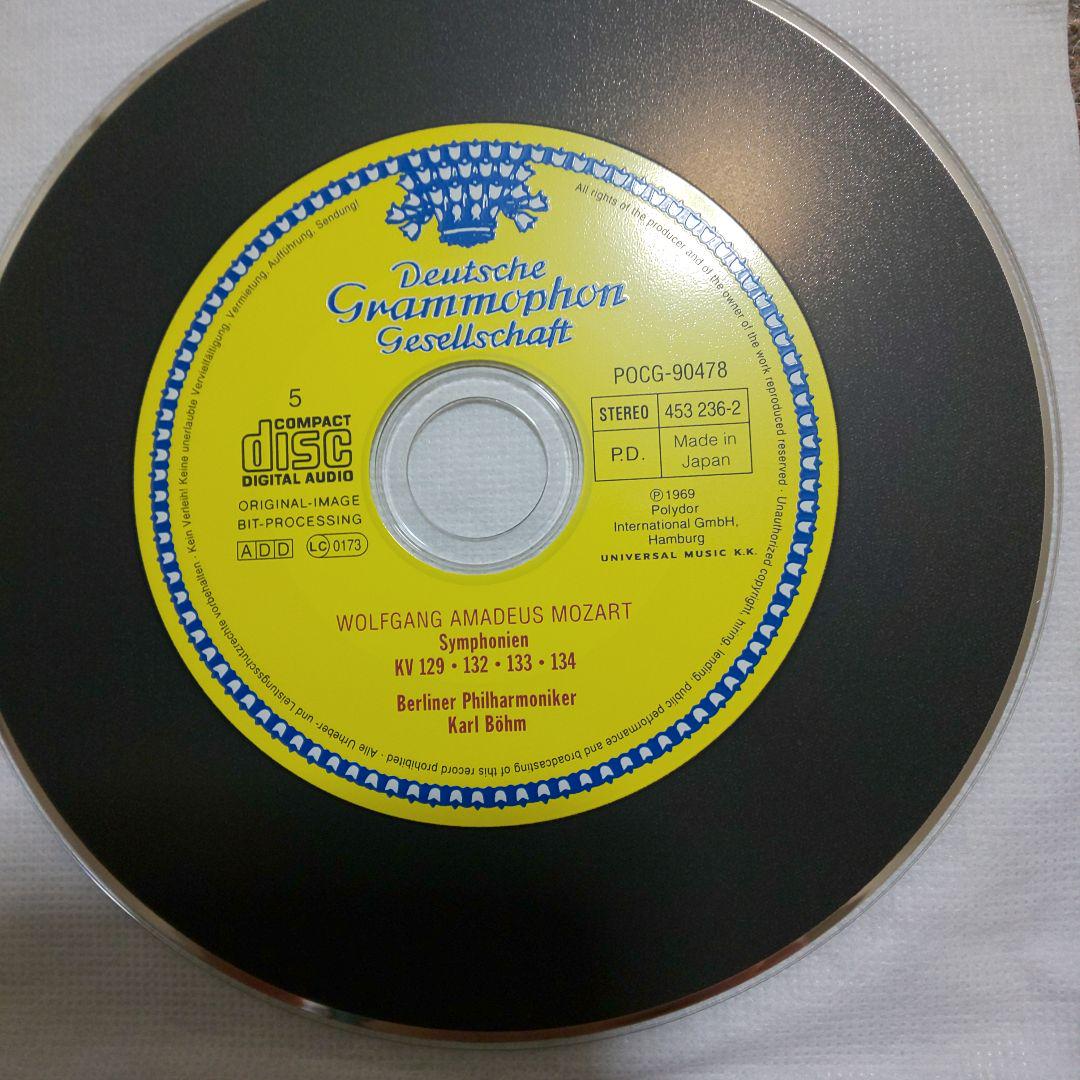 Deutsche
Grammophon
Gesellschaft
5
COMPACT
disc
DIGITAL AUDIO
ORIGINAL-IMAGE
BIT-PROCESSING
ADD LC 0173
POCG-90478
STEREO 453 236-2
P.D. Made in
Japan
Ⓟ 1969
Polydor
International GmbH,
Hamburg
UNIVERSAL MUSIC K.K.
WOLFGANG AMADEUS MOZART
Symphonien
KV 129 • 132 • 133 • 134
Berliner Philharmoniker
Karl Böhm
All rights of the producer and of the owner of the work reproduced reserved · Unauthorized copying, hiring, lending, public performance and broadcasting of this record prohibited · Alle Urheber- und Leistungsschutzrechte vorbehalten · Kein Verleih! Keine unerlaubte Vervielfältigung, Vermietung, Aufführung, Sendung!